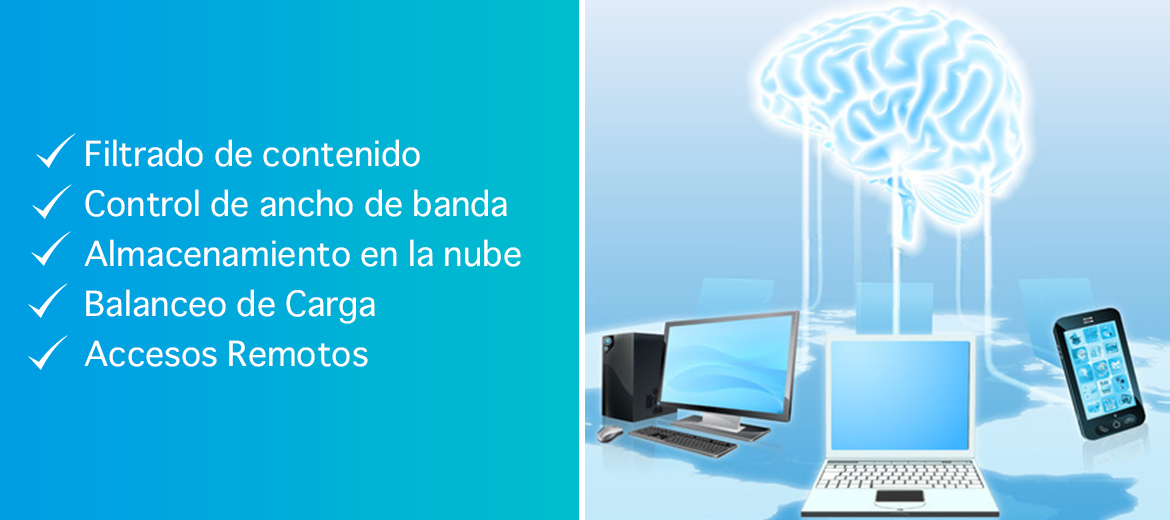 Filtrado de contenido
Control de ancho de banda
Almacenamiento en la nube
Balanceo de Carga
Accesos Remotos